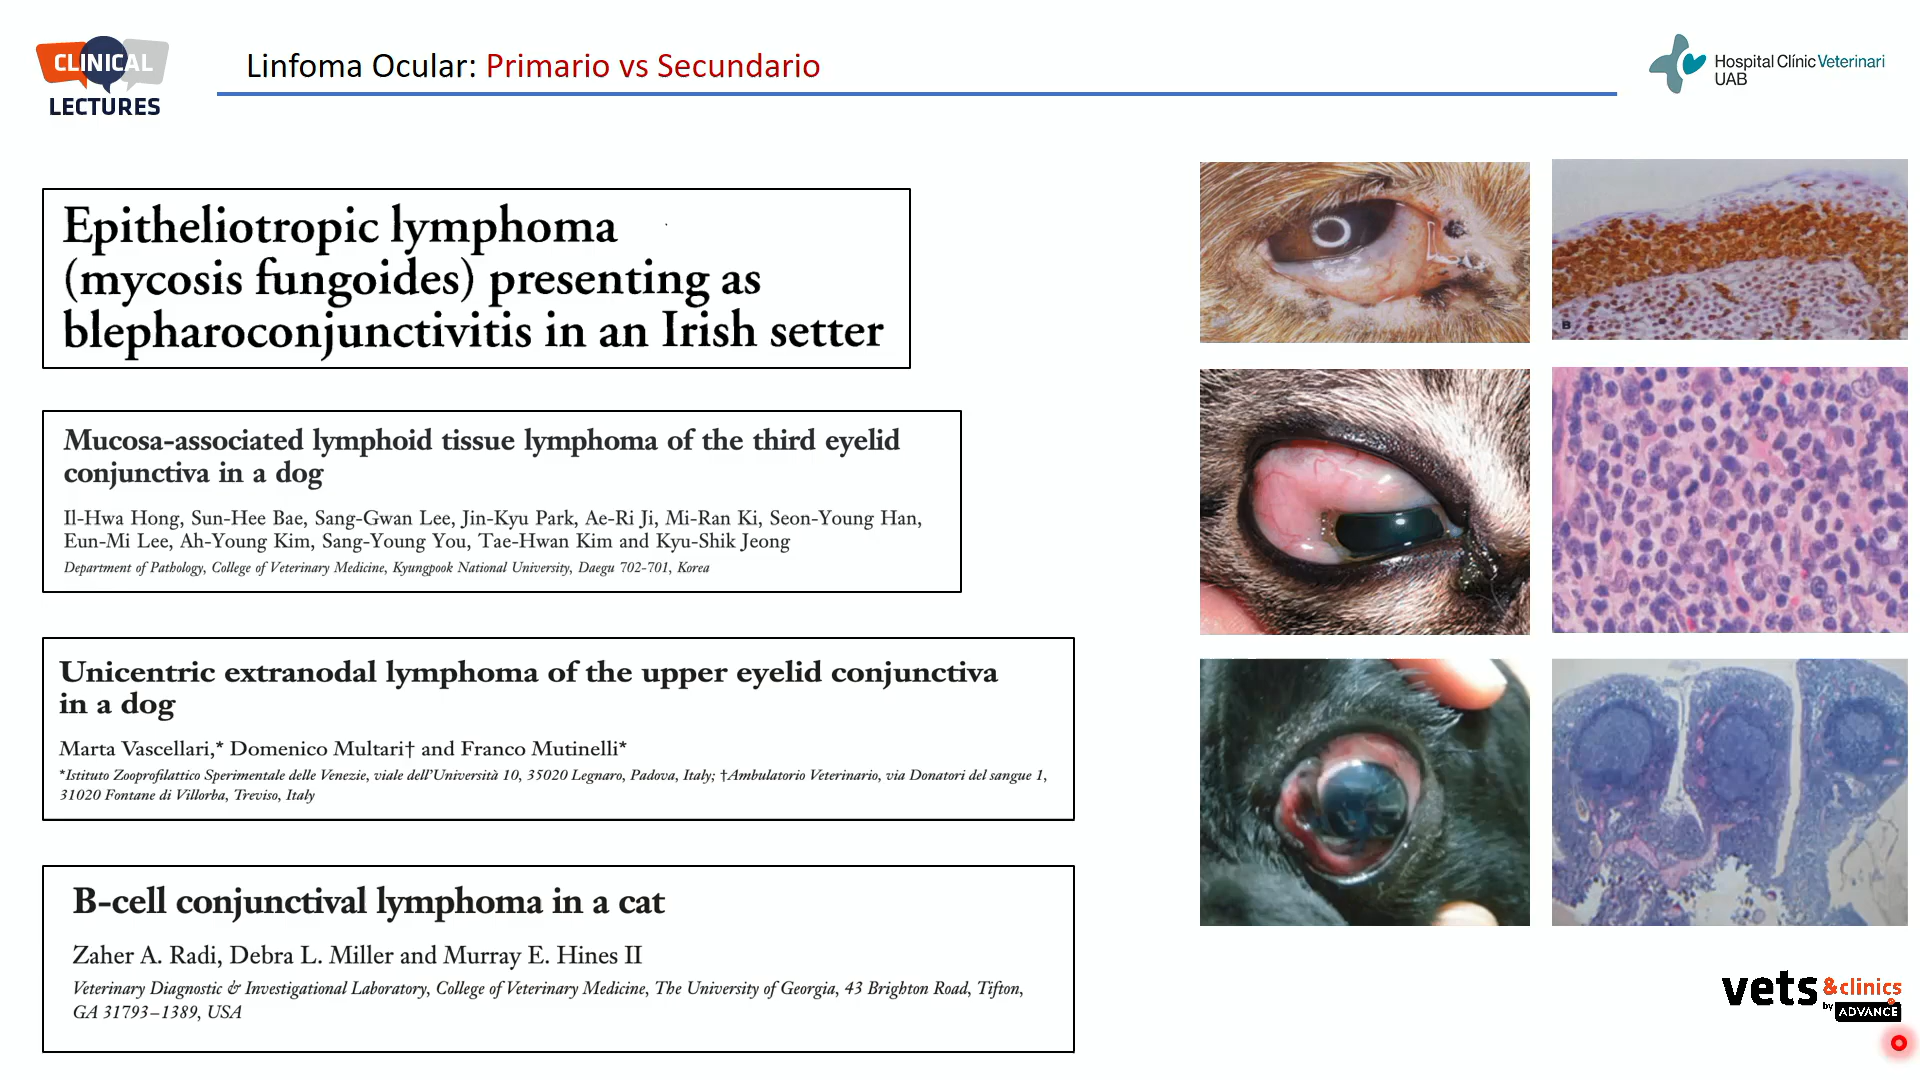 CLINICAL
LECTURES
Linfoma Ocular: Primario vs Secundario
Hospital Clínic Veterinari
UAB
Epitheliotropic lymphoma
(mycosis fungoides) presenting as
blepharoconjunctivitis in an Irish setter
Mucosa-associated lymphoid tissue lymphoma of the third eyelid
conjunctiva in a dog
Il-Hwa Hong, Sun-Hee Bae, Sang-Gwan Lee, Jin-Kyu Park, Ae-Ri Ji, Mi-Ran Ki, Seon-Young Han,
Eun-Mi Lee, Ah-Young Kim, Sang-Young You, Tae-Hwan Kim and Kyu-Shik Jeong
Department of Pathology, College of Veterinary Medicine, Kyungpook National University, Daegu 702-701, Korea
Unicentric extranodal lymphoma of the upper eyelid conjunctiva
in a dog
Marta Vascellari,* Domenico Multari† and Franco Mutinelli*
*Istituto Zooprofilattico Sperimentale delle Venezie, viale dell'Università 10, 35020 Legnaro, Padova, Italy; †Ambulatorio Veterinario, via Donatori del sangue 1,
31020 Fontane di Villorba, Treviso, Italy
B-cell conjunctival lymphoma in a cat
Zaher A. Radi, Debra L. Miller and Murray E. Hines II
Veterinary Diagnostic & Investigational Laboratory, College of Veterinary Medicine, The University of Georgia, 43 Brighton Road, Tifton,
GA 31793–1389, USA
B
vets &clinics
by ADVANCE